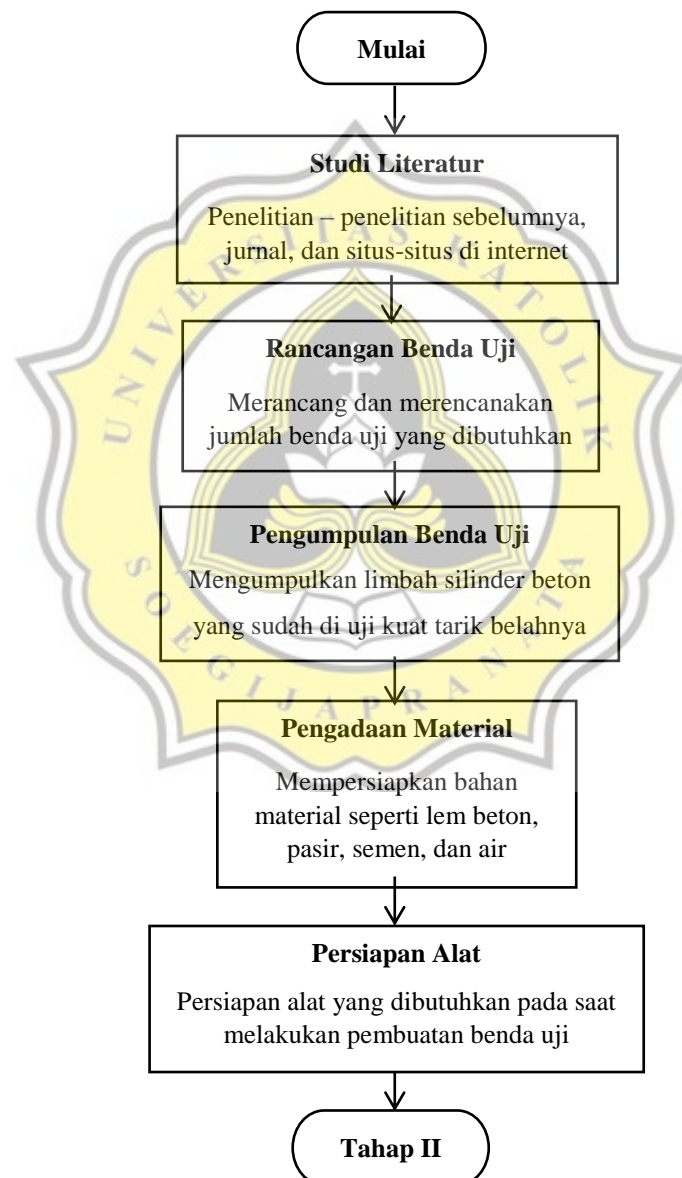 Mulai
Studi Literatur
Penelitian – penelitian sebelumnya,
jurnal, dan situs-situs di internet
Rancangan Benda Uji
Merancang dan merencanakan
jumlah benda uji yang dibutuhkan
Pengumpulan Benda Uji
Mengumpulkan limbah silinder beton
yang sudah di uji kuat tarik belahnya
Pengadaan Material
Mempersiapkan bahan
material seperti lem beton,
pasir, semen, dan air
Persiapan Alat
Persiapan alat yang dibutuhkan pada saat
melakukan pembuatan benda uji
Tahap II
UNIVERSITAS KATOLIK
SOEGIJAPRANATA